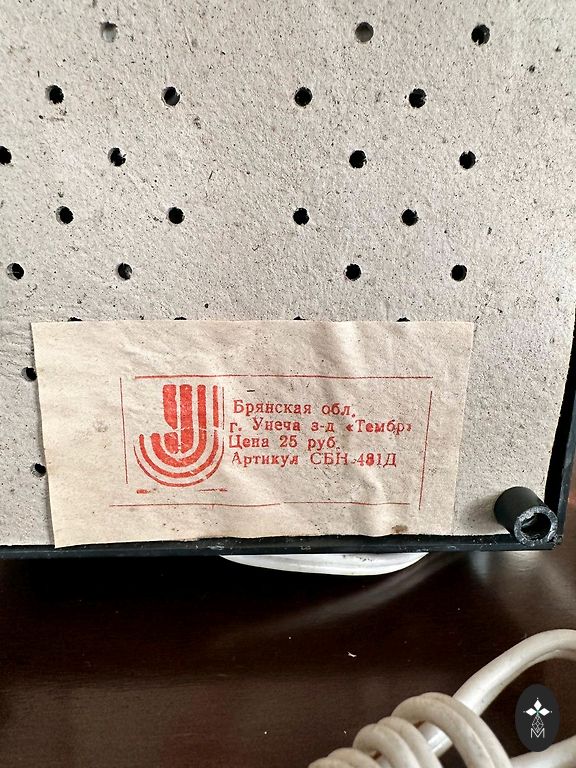 Брянская обл.
г. Унеча з-д «Тембр»
Цена 25 руб.
Артикул СБН-481Д